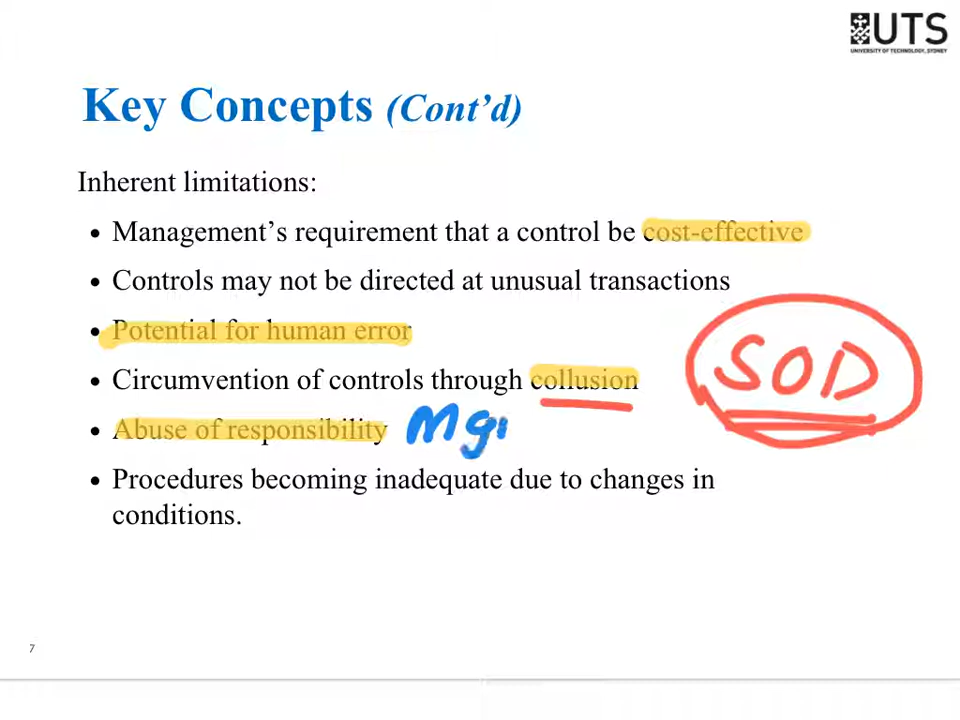 UTS
UNIVERSITY OF TECHNOLOGY, SYDNEY
Key Concepts (Cont'd)
Inherent limitations:
• Management's requirement that a control be cost-effective
• Controls may not be directed at unusual transactions
• Potential for human error
• Circumvention of controls through collusion
SOD
• Abuse of responsibility
• Procedures becoming inadequate due to changes in
conditions.
7